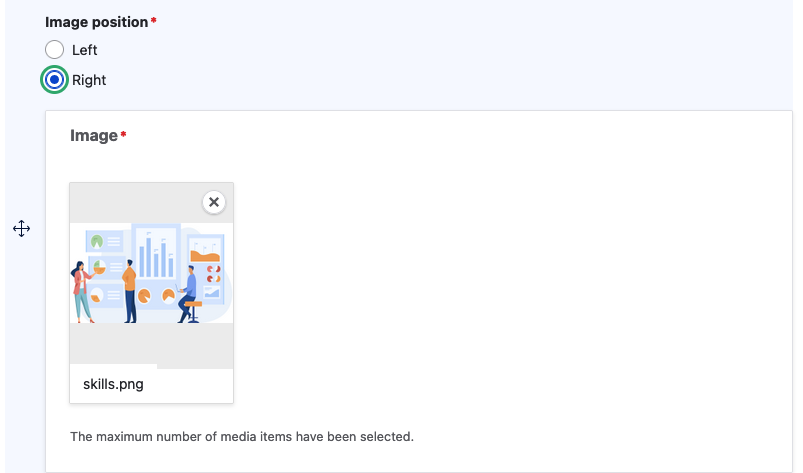 Image position*
Left
Right
Image*
skills.png
The maximum number of media items have been selected.